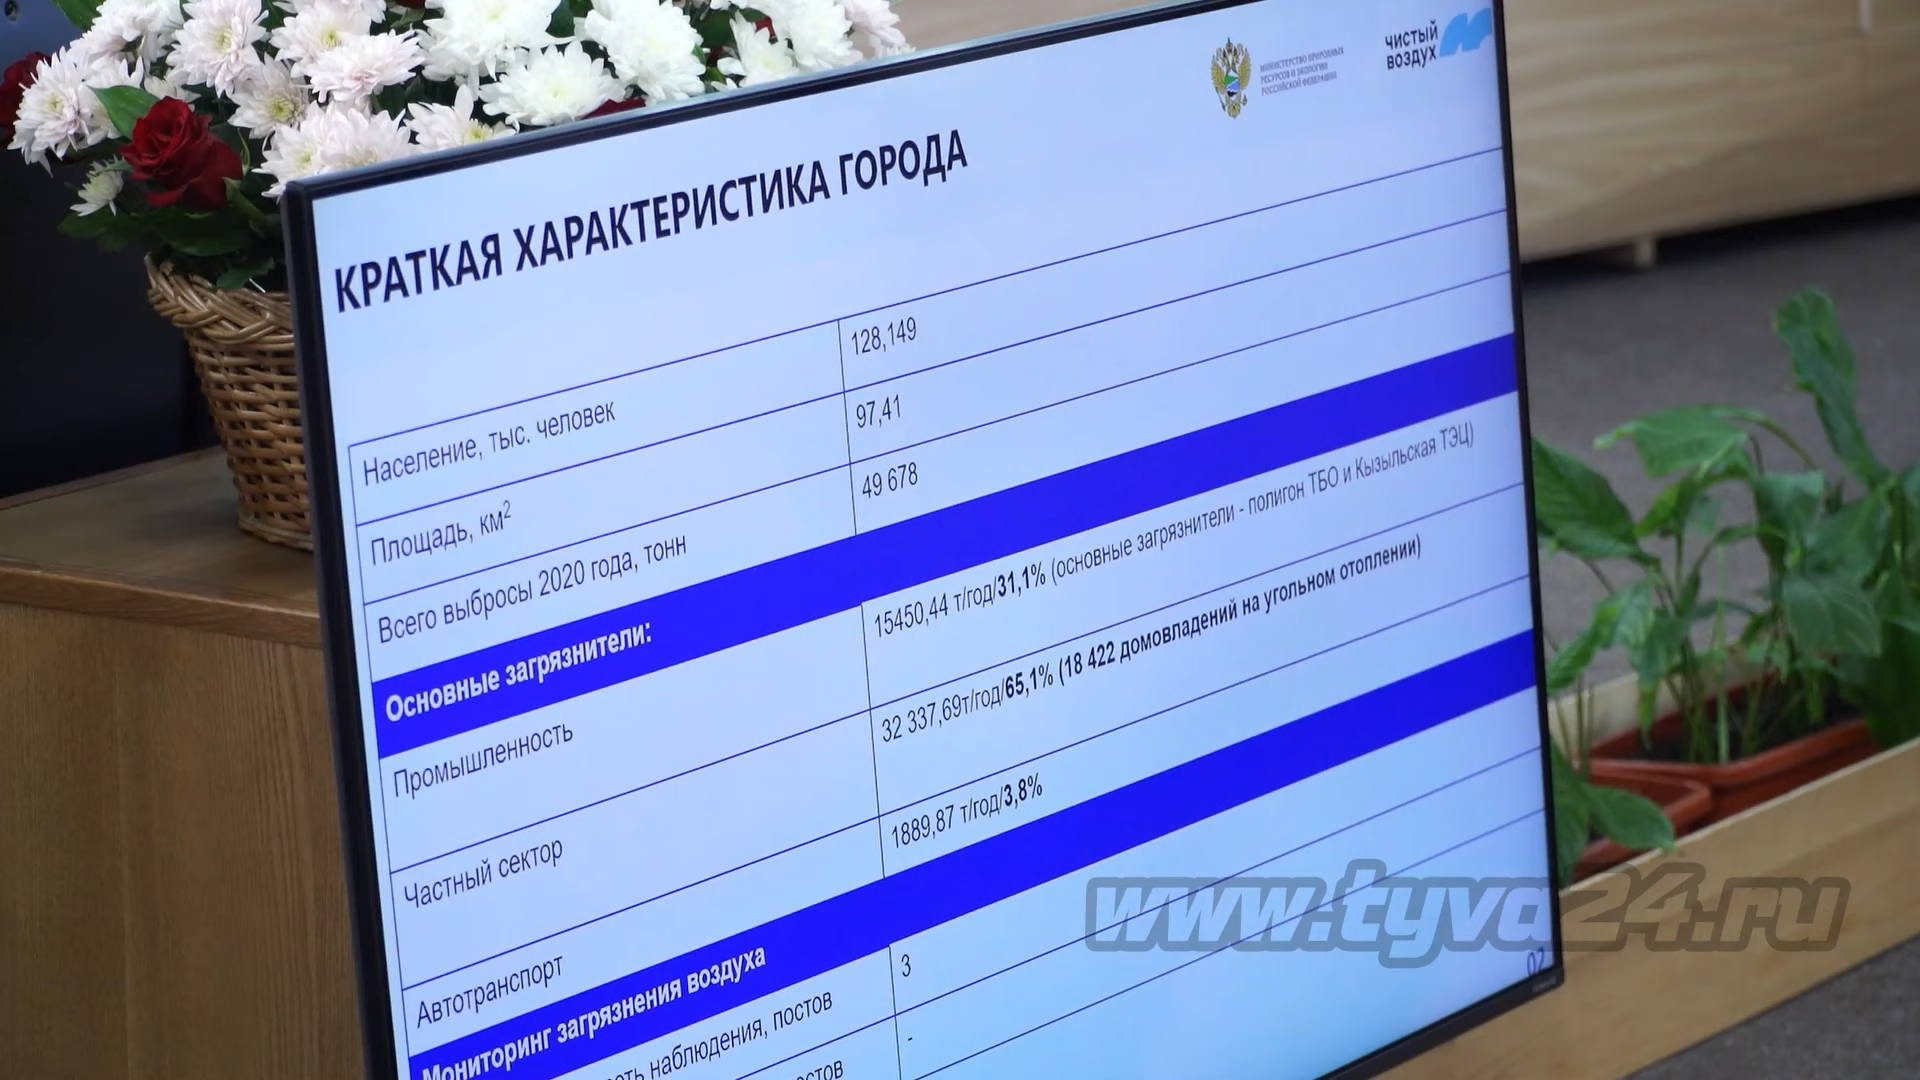 МИНИСТЕРСТВО ПРИРОДНЫХ
РЕСУРСОВ И ЭКОЛОГИИ
РОССИЙСКОЙ ФЕДЕРАЦИИ
ЧИСТЫЙ
ВОЗДУХ
КРАТКАЯ ХАРАКТЕРИСТИКА ГОРОДА
Население, тыс. человек 128,149
Площадь, км² 97,41
Всего выбросы 2020 года, тонн 49 678
Основные загрязнители:
Промышленность 15450,44 т/год/31,1% (основные загрязнители - полигон ТБО и Кызыльская ТЭЦ)
Частный сектор 32 337,69т/год/65,1% (18 422 домовладений на угольном отоплении)
Автотранспорт 1889,87 т/год/3,8%
Мониторинг загрязнения воздуха
наблюдения, постов 3
-
www.tyva24.ru
02